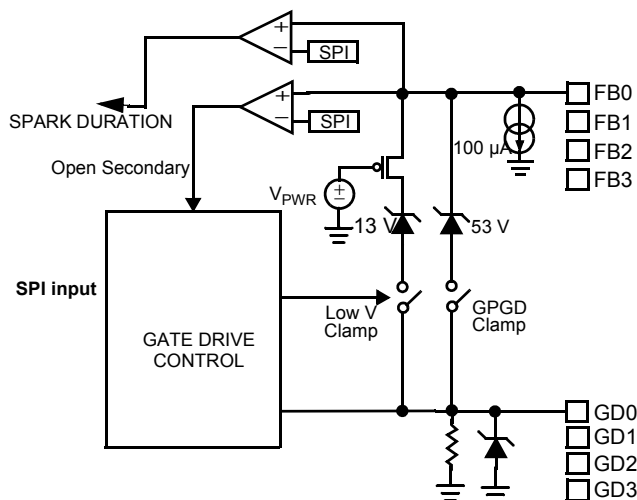 SPI
SPI
FB0
FB1
FB2
FB3
SPARK DURATION
100 µA
Open Secondary
VPWR
13 V
53 V
SPI input
Low V
Clamp
GPGD
Clamp
GATE DRIVE
CONTROL
GD0
GD1
GD2
GD3